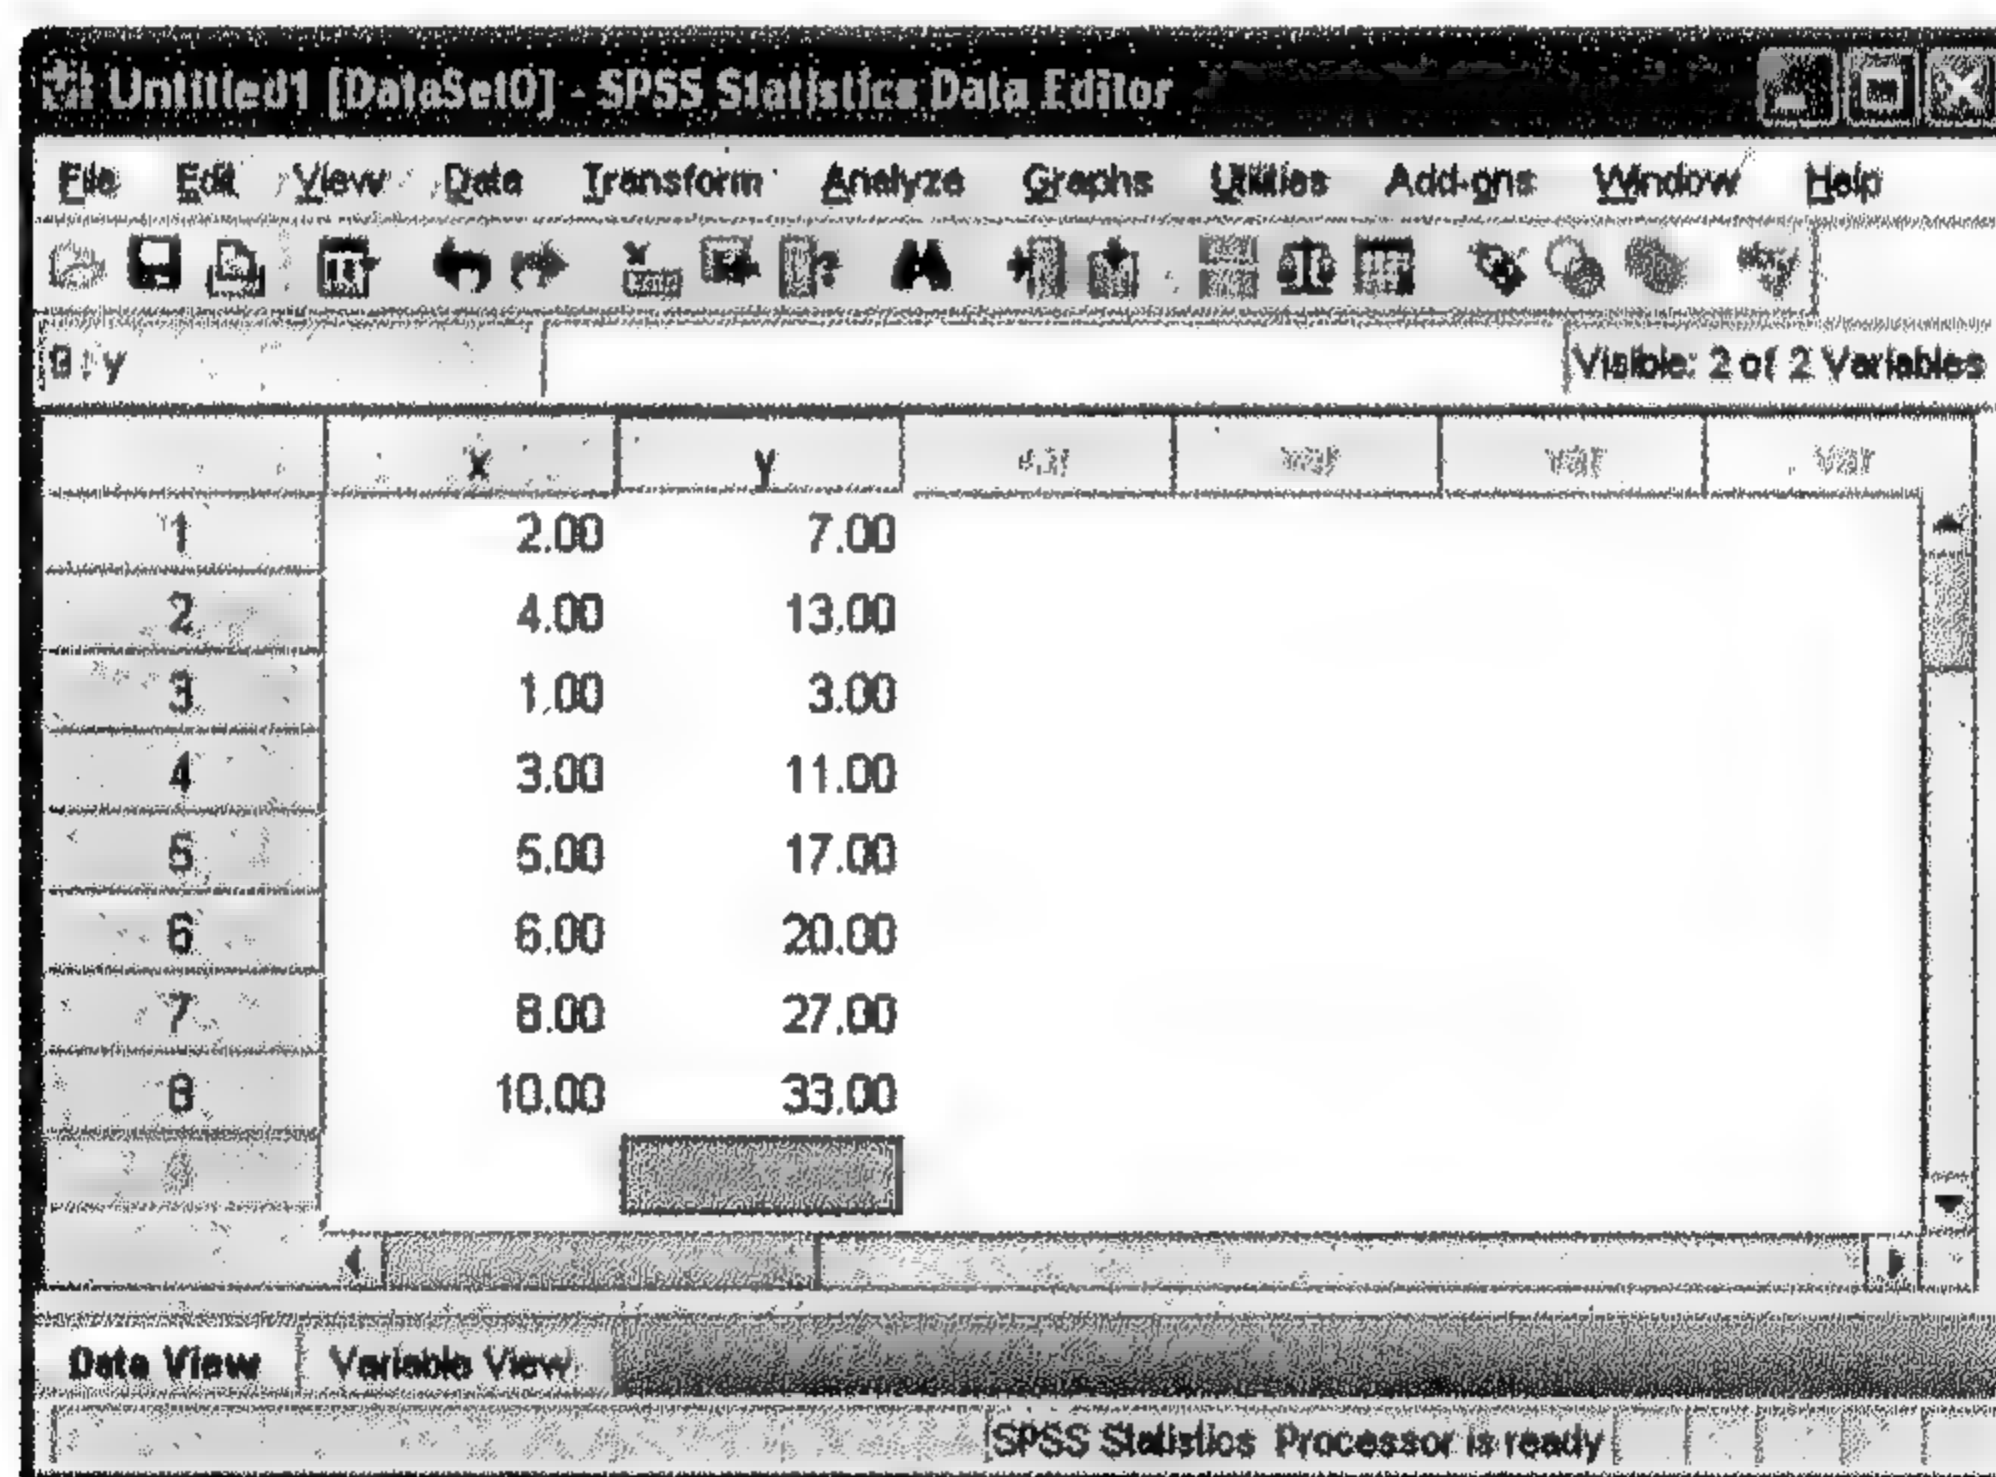 Untitled1 [DataSet0] - SPSS Statistics Data Editor
File Edit View Data Transform Analyze Graphs Utilities Add-ons Window Help
9 : y
Visible: 2 of 2 Variables
x y var var var var
1 2.00 7.00
2 4.00 13.00
3 1.00 3.00
4 3.00 11.00
5 5.00 17.00
6 6.00 20.00
7 8.00 27.00
8 10.00 33.00
9
Data View Variable View
SPSS Statistics Processor is ready